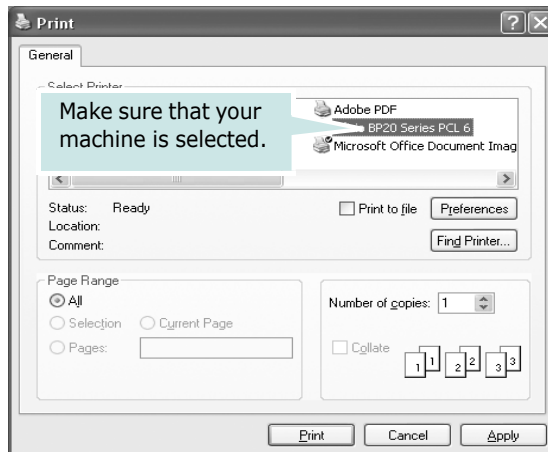 Print
General
Select Printer
Make sure that your
machine is selected.
Adobe PDF
BP20 Series PCL 6
Microsoft Office Document Imag
Status: Ready
Location:
Comment:
Print to file
Preferences
Find Printer...
Page Range
All
Selection Current Page
Pages:
Number of copies: 1
Collate
1 1 2 2 3 3
Print Cancel Apply